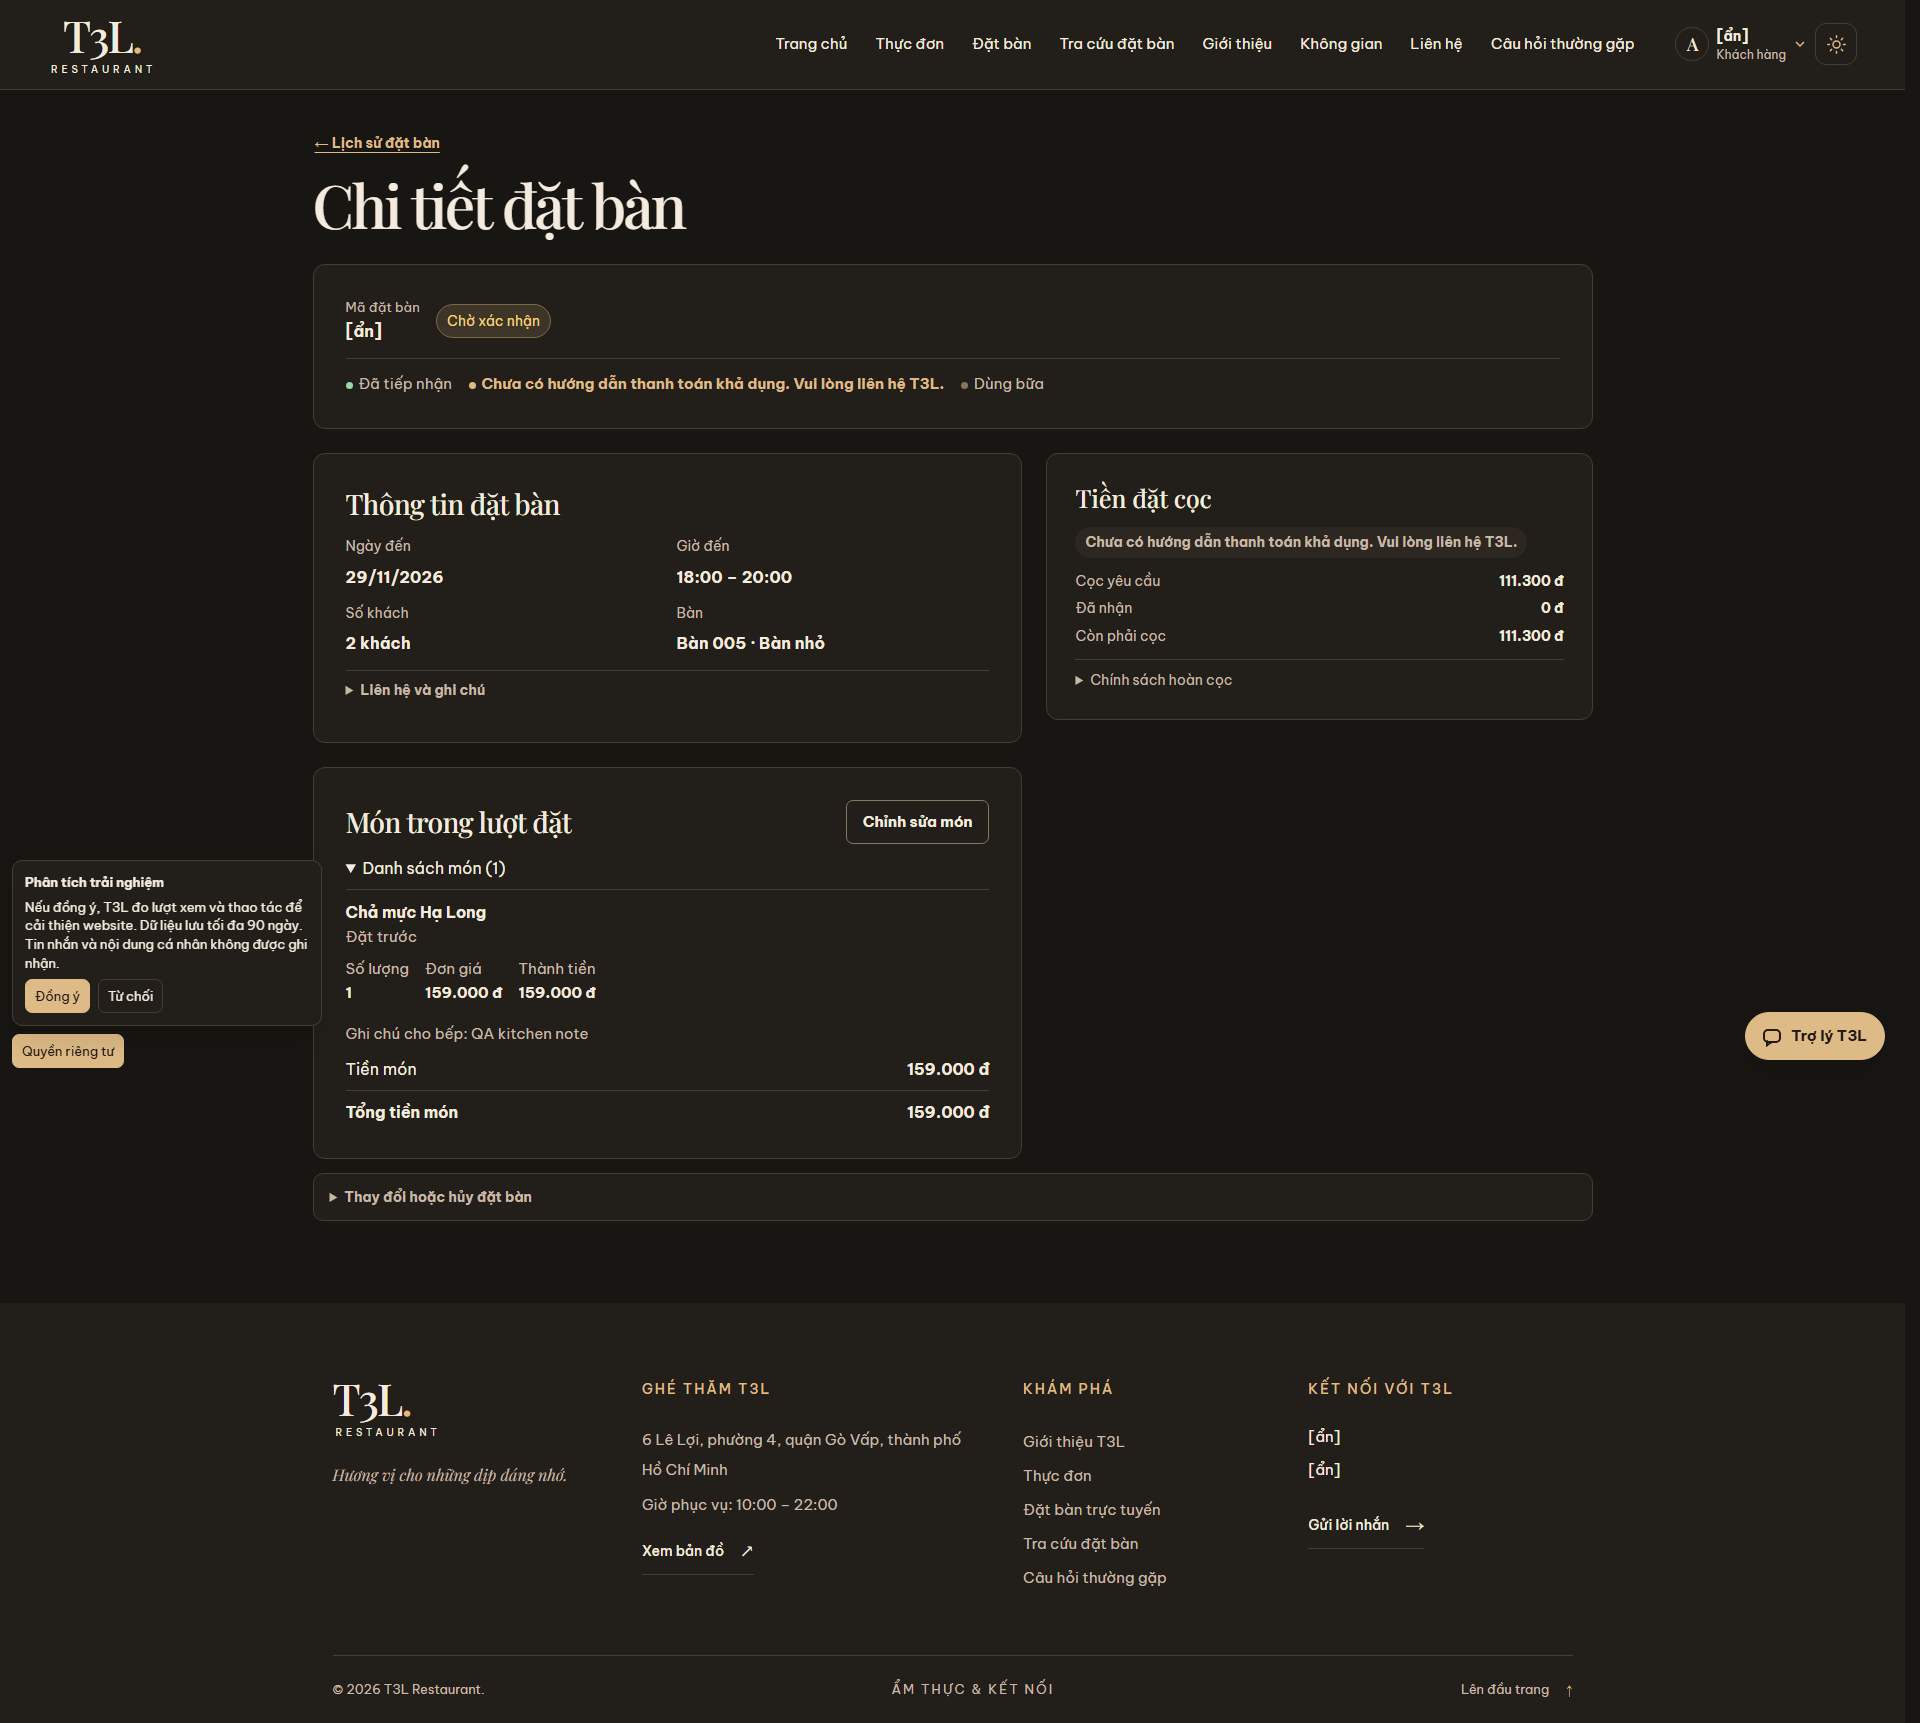 T3L.
RESTAURANT
Trang chủ
Thực đơn
Đặt bàn
Tra cứu đặt bàn
Giới thiệu
Không gian
Liên hệ
Câu hỏi thường gặp
A
[ẩn]
Khách hàng
← Lịch sử đặt bàn
Chi tiết đặt bàn
Mã đặt bàn
[ẩn]
Chờ xác nhận
Đã tiếp nhận
Chưa có hướng dẫn thanh toán khả dụng. Vui lòng liên hệ T3L.
Dùng bữa
Thông tin đặt bàn
Ngày đến
29/11/2026
Giờ đến
18:00 – 20:00
Số khách
2 khách
Bàn
Bàn 005 · Bàn nhỏ
Liên hệ và ghi chú
Tiền đặt cọc
Chưa có hướng dẫn thanh toán khả dụng. Vui lòng liên hệ T3L.
Cọc yêu cầu 111.300 đ
Đã nhận 0 đ
Còn phải cọc 111.300 đ
Chính sách hoàn cọc
Món trong lượt đặt
Chỉnh sửa món
Danh sách món (1)
Chả mực Hạ Long
Đặt trước
Số lượng Đơn giá Thành tiền
1 159.000 đ 159.000 đ
Ghi chú cho bếp: QA kitchen note
Tiền món 159.000 đ
Tổng tiền món 159.000 đ
Thay đổi hoặc hủy đặt bàn
Phân tích trải nghiệm
Nếu đồng ý, T3L đo lượt xem và thao tác để
cải thiện website. Dữ liệu lưu tối đa 90 ngày.
Tin nhắn và nội dung cá nhân không được ghi
nhận.
Đồng ý
Từ chối
Quyền riêng tư
Trợ lý T3L
T3L.
RESTAURANT
Hương vị cho những dịp đáng nhớ.
GHÉ THĂM T3L
6 Lê Lợi, phường 4, quận Gò Vấp, thành phố
Hồ Chí Minh
Giờ phục vụ: 10:00 – 22:00
Xem bản đồ ↗
KHÁM PHÁ
Giới thiệu T3L
Thực đơn
Đặt bàn trực tuyến
Tra cứu đặt bàn
Câu hỏi thường gặp
KẾT NỐI VỚI T3L
[ẩn]
[ẩn]
Gửi lời nhắn →
© 2026 T3L Restaurant.
ẨM THỰC & KẾT NỐI
Lên đầu trang ↑